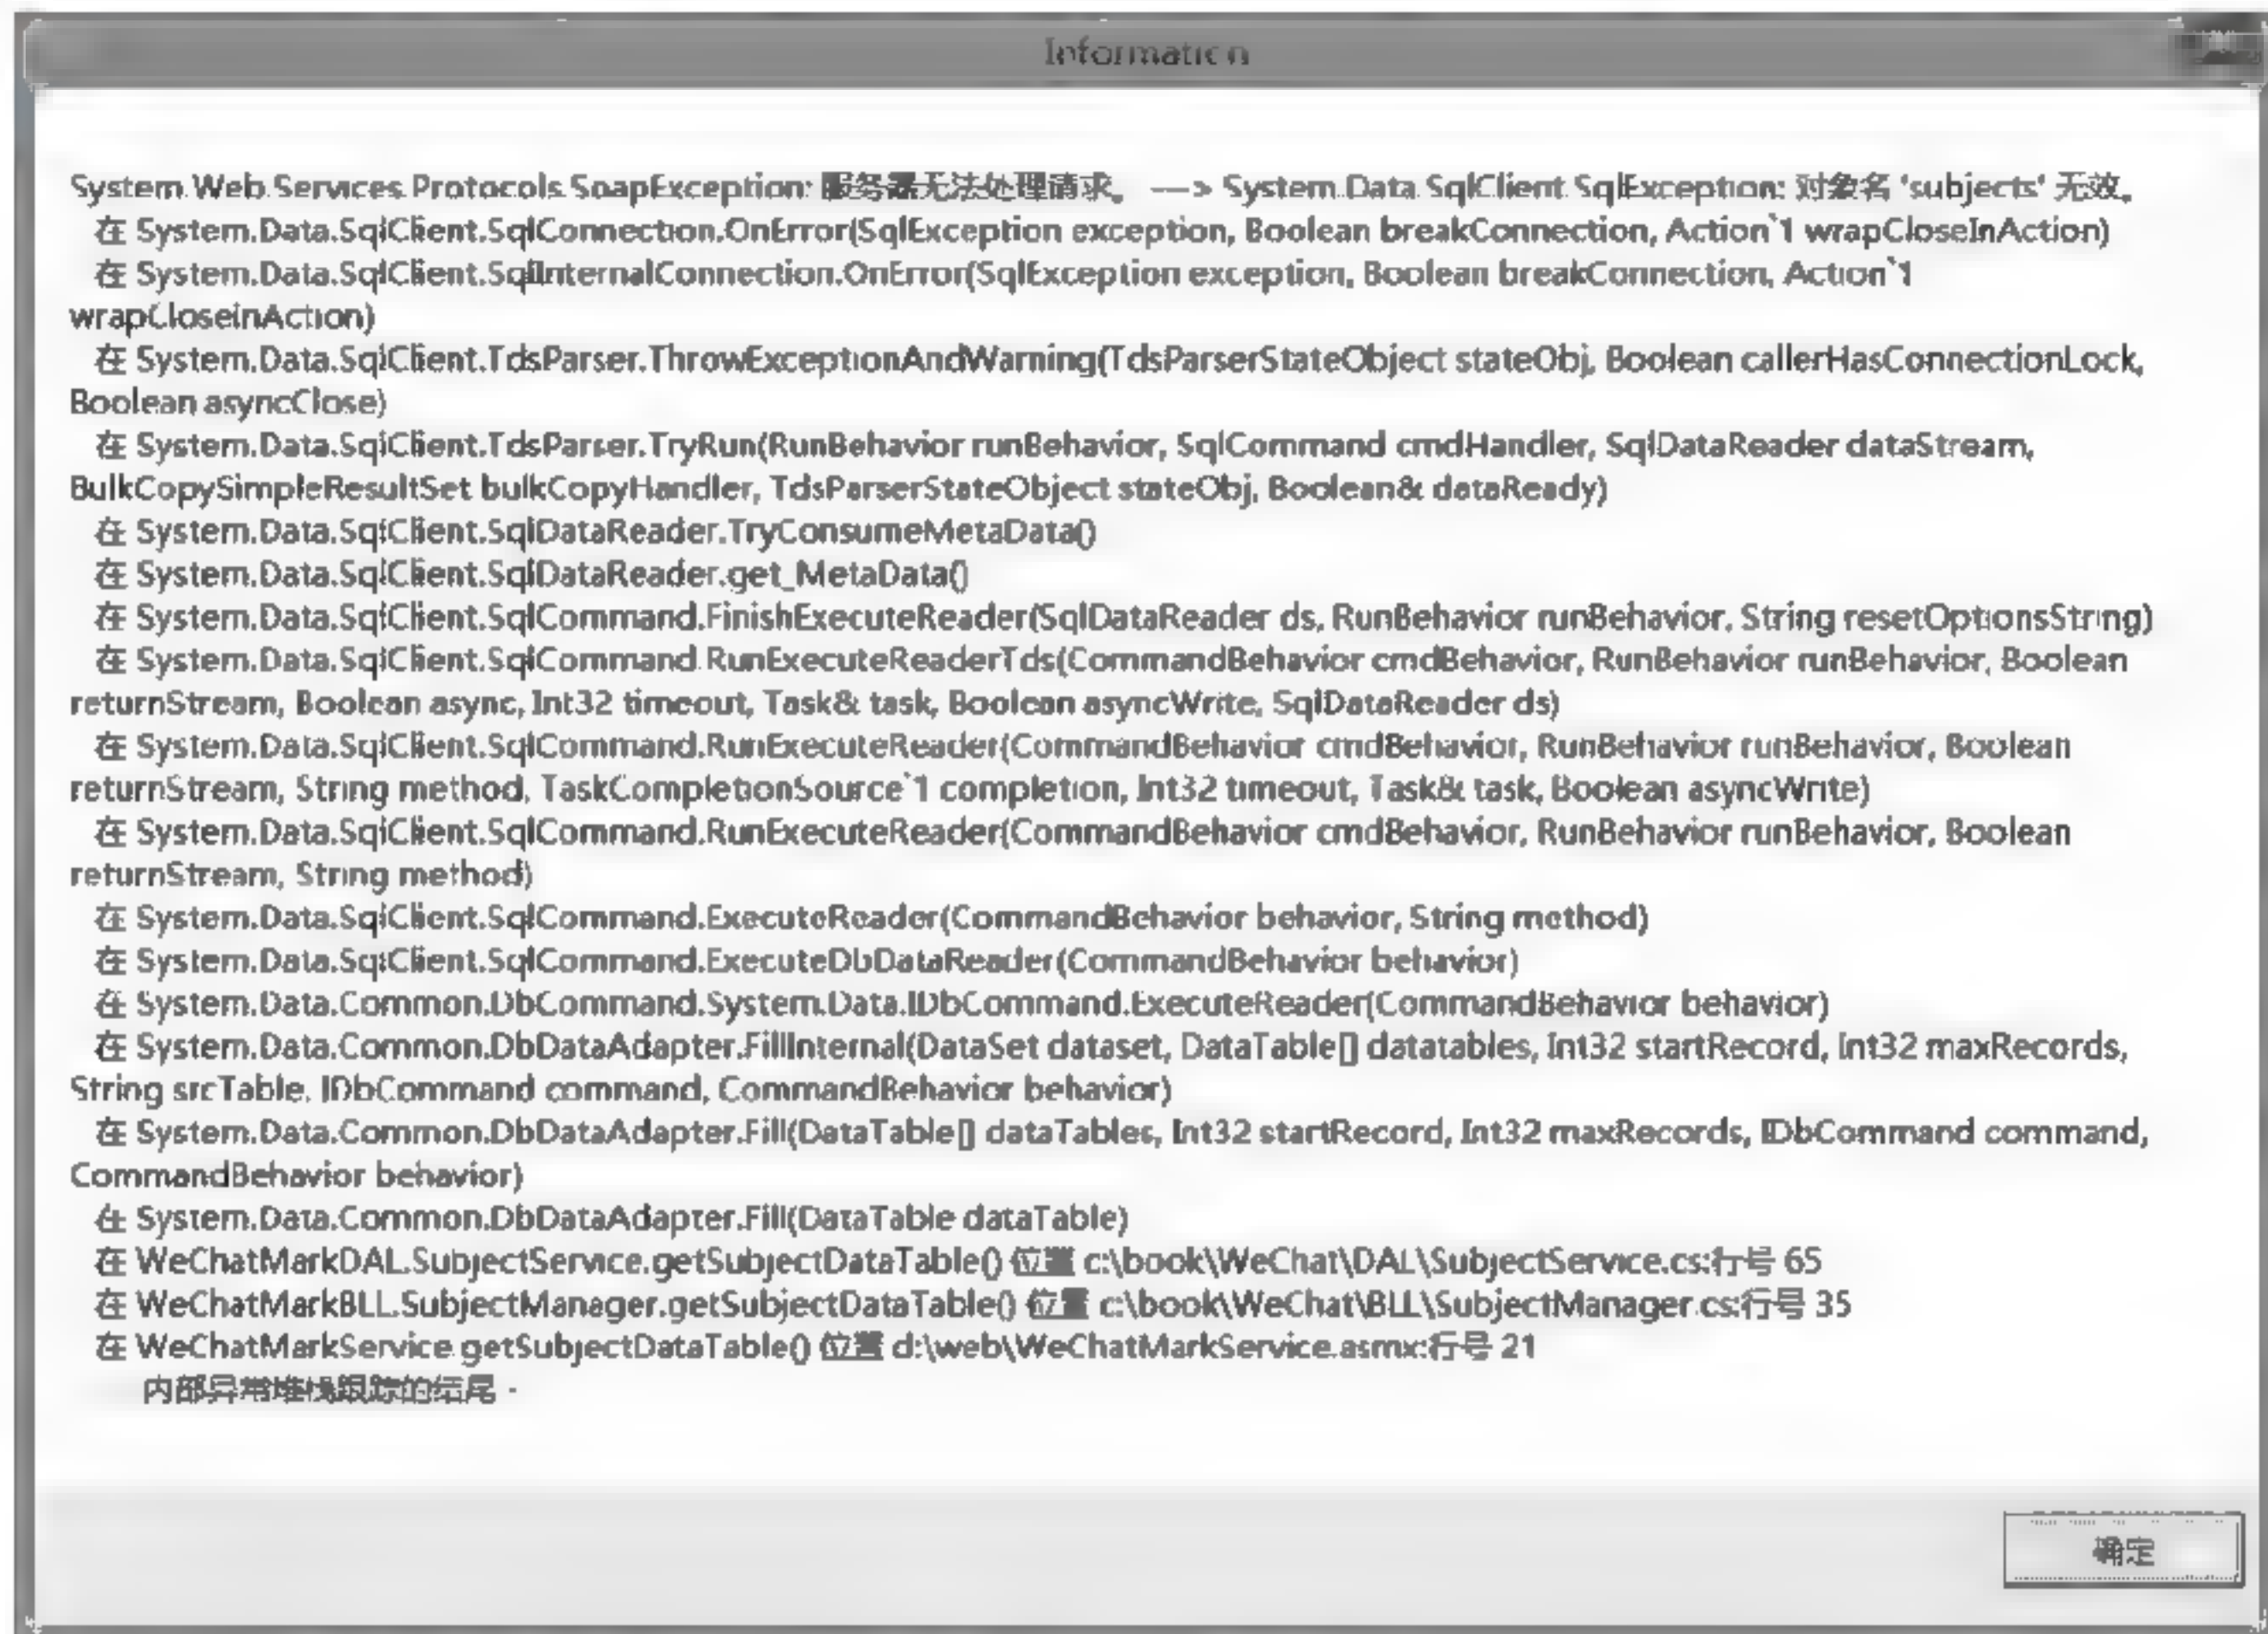 Information
System.Web.Services.Protocols.SoapException: 服务器无法处理请求。 ---> System.Data.SqlClient.SqlException: 对象名 'subjects' 无效。
在 System.Data.SqlClient.SqlConnection.OnError(SqlException exception, Boolean breakConnection, Action`1 wrapCloseInAction)
在 System.Data.SqlClient.SqlInternalConnection.OnError(SqlException exception, Boolean breakConnection, Action`1
wrapCloseInAction)
在 System.Data.SqlClient.TdsParser.ThrowExceptionAndWarning(TdsParserStateObject stateObj, Boolean callerHasConnectionLock,
Boolean asyncClose)
在 System.Data.SqlClient.TdsParser.TryRun(RunBehavior runBehavior, SqlCommand cmdHandler, SqlDataReader dataStream,
BulkCopySimpleResultSet bulkCopyHandler, TdsParserStateObject stateObj, Boolean& dataReady)
在 System.Data.SqlClient.SqlDataReader.TryConsumeMetaData()
在 System.Data.SqlClient.SqlDataReader.get_MetaData()
在 System.Data.SqlClient.SqlCommand.FinishExecuteReader(SqlDataReader ds, RunBehavior runBehavior, String resetOptionsString)
在 System.Data.SqlClient.SqlCommand.RunExecuteReaderTds(CommandBehavior cmdBehavior, RunBehavior runBehavior, Boolean
returnStream, Boolean async, Int32 timeout, Task& task, Boolean asyncWrite, SqlDataReader ds)
在 System.Data.SqlClient.SqlCommand.RunExecuteReader(CommandBehavior cmdBehavior, RunBehavior runBehavior, Boolean
returnStream, String method, TaskCompletionSource`1 completion, Int32 timeout, Task& task, Boolean asyncWrite)
在 System.Data.SqlClient.SqlCommand.RunExecuteReader(CommandBehavior cmdBehavior, RunBehavior runBehavior, Boolean
returnStream, String method)
在 System.Data.SqlClient.SqlCommand.ExecuteReader(CommandBehavior behavior, String method)
在 System.Data.SqlClient.SqlCommand.ExecuteDbDataReader(CommandBehavior behavior)
在 System.Data.Common.DbCommand.System.Data.IDbCommand.ExecuteReader(CommandBehavior behavior)
在 System.Data.Common.DbDataAdapter.FillInternal(DataSet dataset, DataTable[] datatables, Int32 startRecord, Int32 maxRecords,
String srcTable, IDbCommand command, CommandBehavior behavior)
在 System.Data.Common.DbDataAdapter.Fill(DataTable[] dataTables, Int32 startRecord, Int32 maxRecords, IDbCommand command,
CommandBehavior behavior)
在 System.Data.Common.DbDataAdapter.Fill(DataTable dataTable)
在 WeChatMarkDAL.SubjectService.getSubjectDataTable() 位置 c:\book\WeChat\DAL\SubjectService.cs:行号 65
在 WeChatMarkBLL.SubjectManager.getSubjectDataTable() 位置 c:\book\WeChat\BLL\SubjectManager.cs:行号 35
在 WeChatMarkService.getSubjectDataTable() 位置 d:\web\WeChatMarkService.asmx:行号 21
内部异常堆栈跟踪的结尾 -
确定